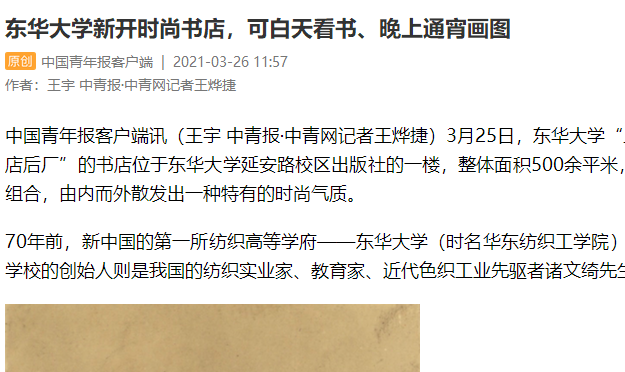 东华大学新开时尚书店，可白天看书、晚上通宵画图
原创 中国青年报客户端 | 2021-03-26 11:57
作者：王宇 中青报·中青网记者王烨捷
中国青年报客户端讯（王宇 中青报·中青网记者王烨捷）3月25日，东华大学“
店后厂”的书店位于东华大学延安路校区出版社的一楼，整体面积500余平米，
组合，由内而外散发出一种特有的时尚气质。
70年前，新中国的第一所纺织高等学府——东华大学（时名华东纺织工学院）
学校的创始人则是我国的纺织实业家、教育家、近代色织工业先驱者诸文绮先生